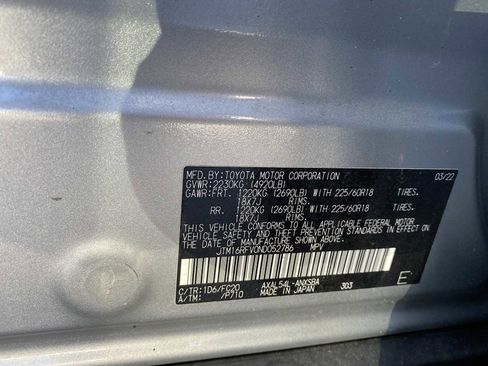 MFD.BY:TOYOTA MOTOR CORPORATION 03/22
GVWR:2230KG (4920LB)
GAWR:FRT. 1220KG (2690LB) WITH 225/60R18 TIRES.
18X7J RIMS.
RR. 1220KG (2690LB) WITH 225/60R18 TIRES.
18X7J RIMS.
THIS VEHICLE CONFORMS TO ALL APPLICABLE FEDERAL MOTOR
VEHICLE SAFETY AND THEFT PREVENTION STANDARDS IN EFFECT
ON THE DATE OF MANUFACTURE SHOWN ABOVE.
JTM16RFV0N0052786 MPV
C/TR:1D6/FC20 AXAL54L-ANXSBA E
A/TM: /P710 MADE IN JAPAN 303